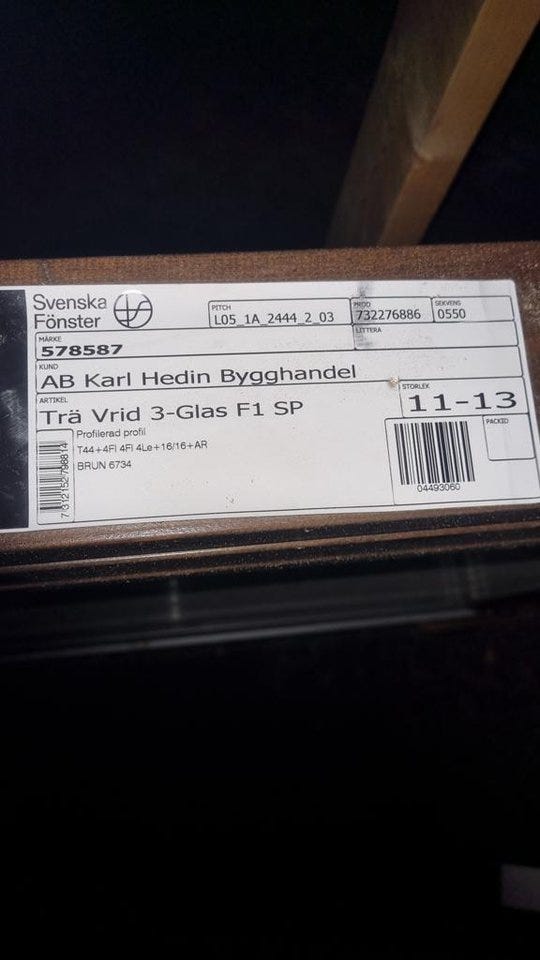 Svenska
Fönster
PITCH
L05_1A_2444_2_03
PROD
732276886
SEKVENS
0550
MÄRKE
578587
LITTERA
KUND
AB Karl Hedin Bygghandel
ARTIKEL
Trä Vrid 3-Glas F1 SP
STORLEK
11-13
Profilerad profil
T44+4Fl 4Fl 4Le+16/16+AR
BRUN 6734
7312152798814
04493060
PACKED